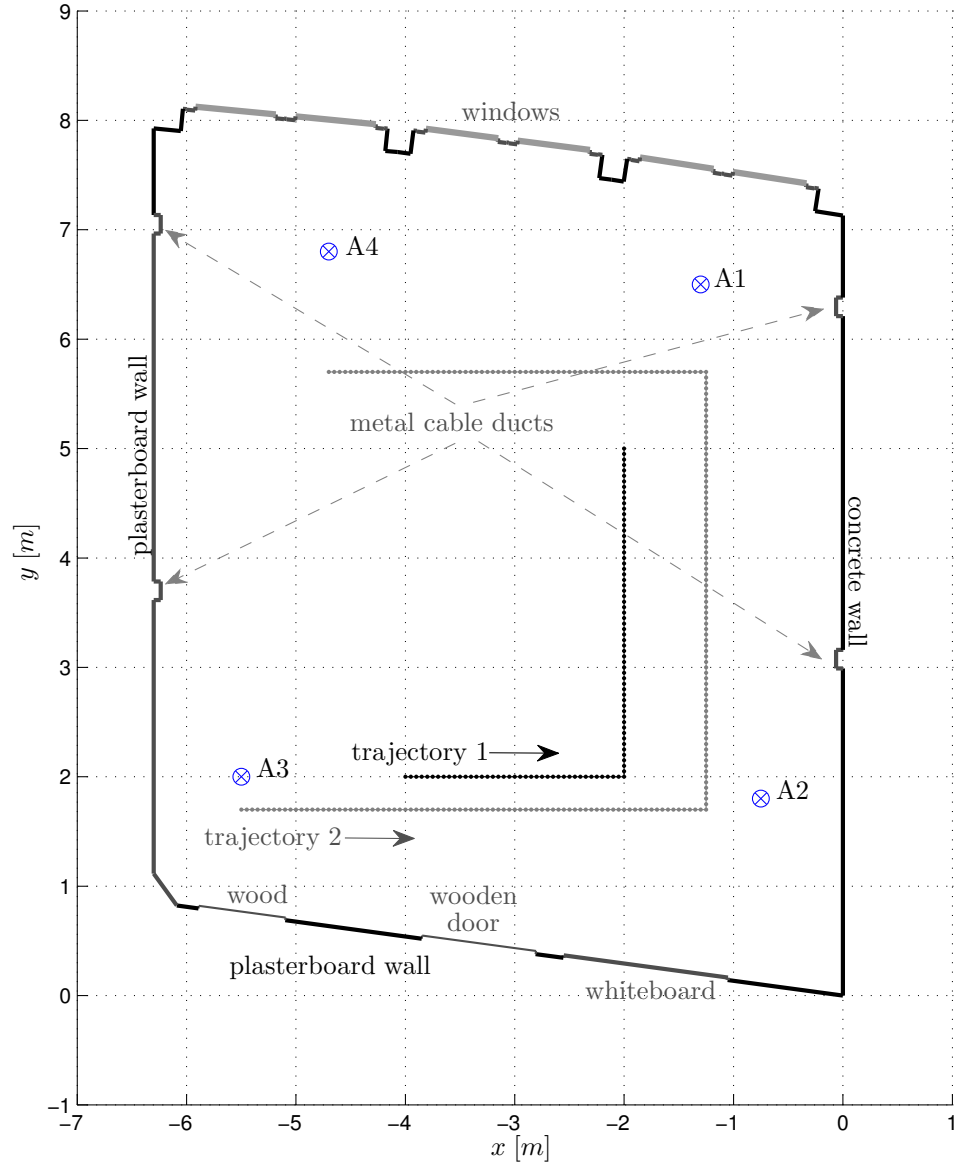 9
windows
8
7
A4
A1
6
plasterboard wall
metal cable ducts
5
y [m]
concrete wall
4
3
trajectory 1
A3
2
A2
trajectory 2
1
wood
wooden
door
plasterboard wall
whiteboard
0
−1
−7
−6
−5
−4
−3
−2
−1
0
1
x [m]